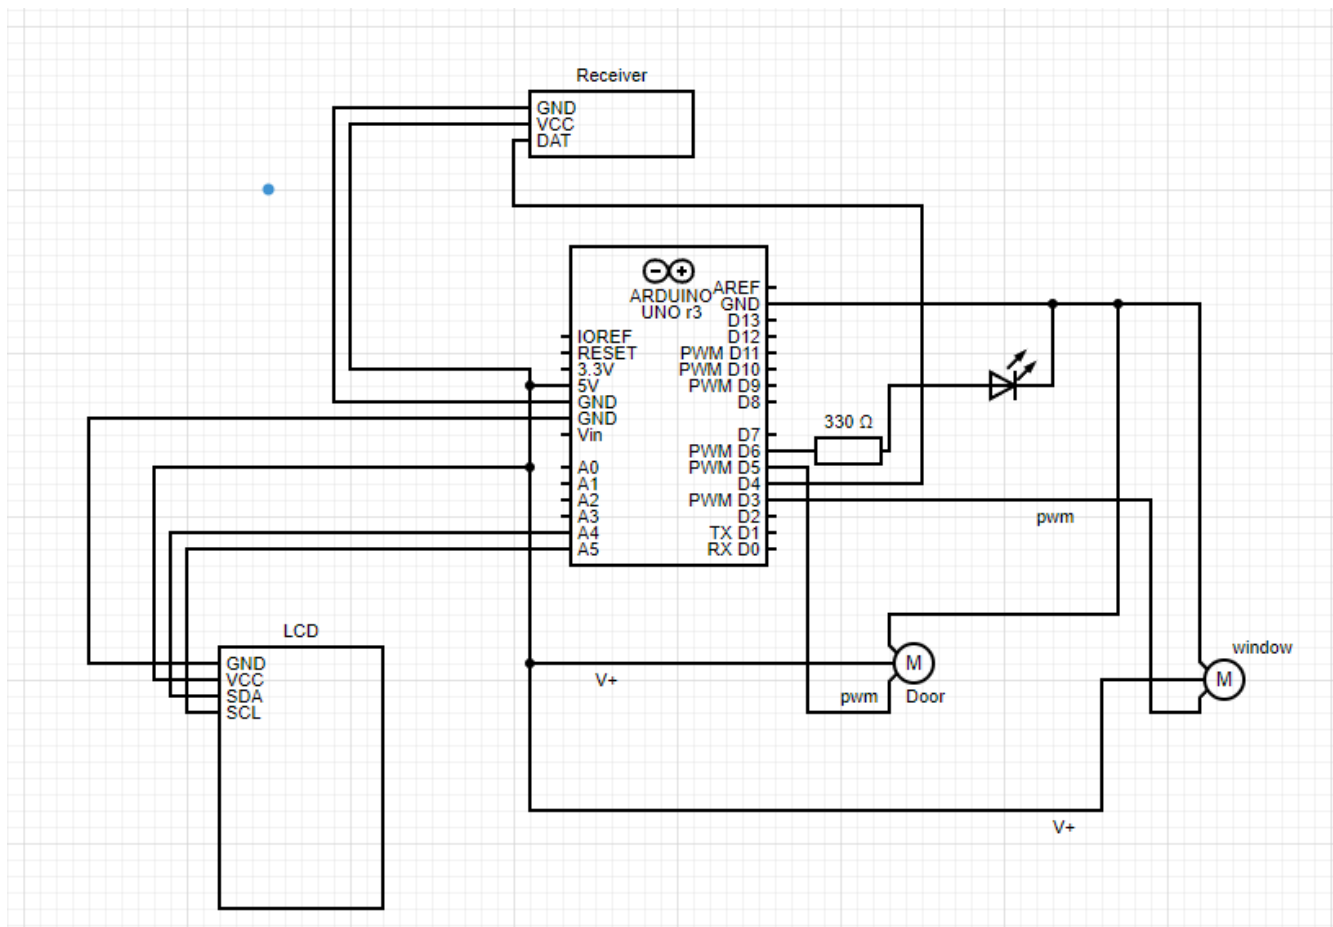 Receiver
GND
VCC
DAT
ARDUINO
UNO r3
AREF
GND
D13
D12
PWM D11
PWM D10
PWM D9
D8
D7
PWM D6
PWM D5
D4
PWM D3
D2
TX D1
RX D0
IOREF
RESET
3.3V
5V
GND
GND
Vin
A0
A1
A2
A3
A4
A5
330 Ω
pwm
LCD
GND
VCC
SDA
SCL
V+
M
pwm
Door
window
M
V+